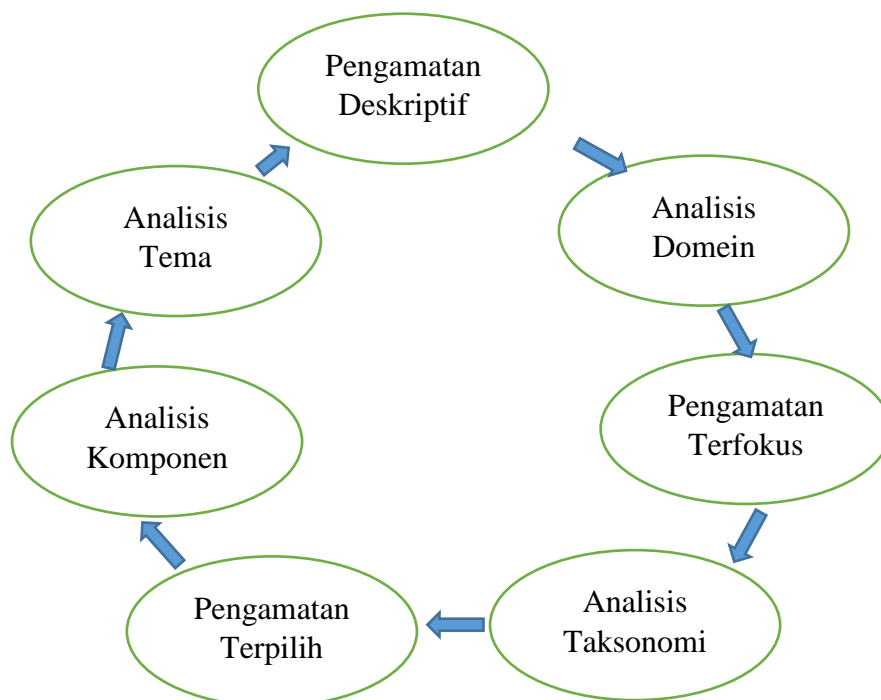 Pengamatan
Deskriptif
Analisis
Domein
Pengamatan
Terfokus
Analisis
Taksonomi
Pengamatan
Terpilih
Analisis
Komponen
Analisis
Tema